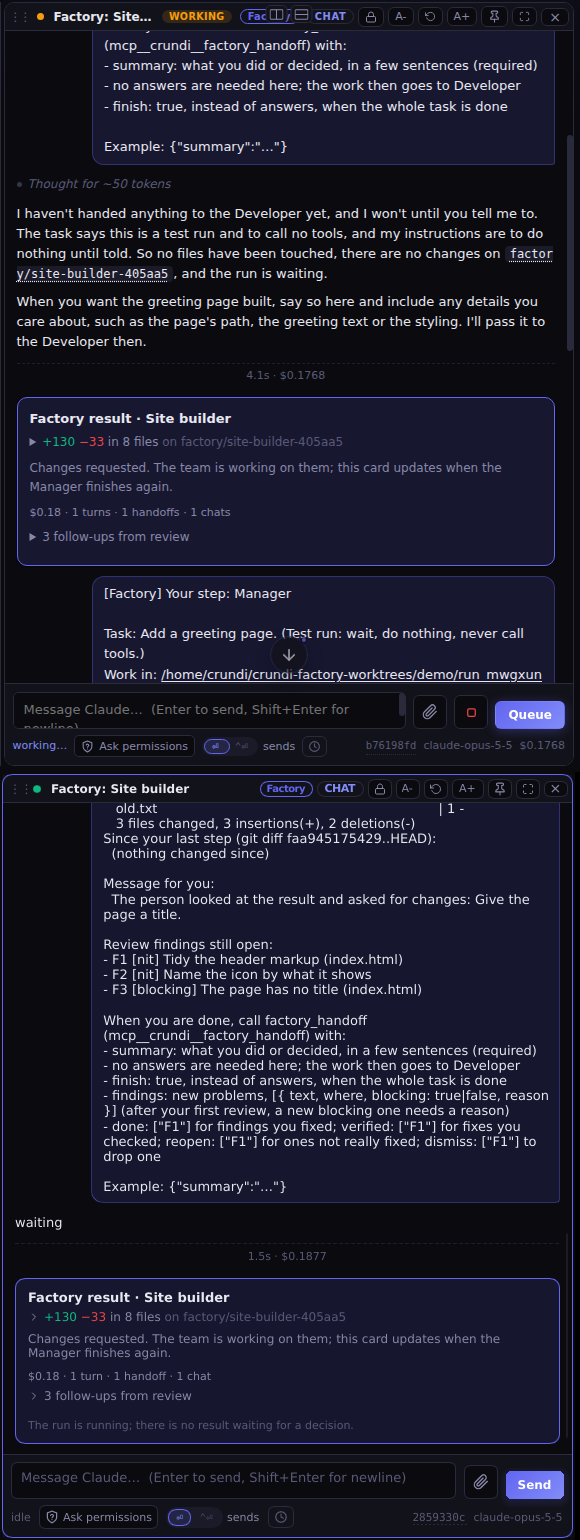 Factory: Site… WORKING Factory CHAT A- A+
(mcp__crundi__factory_handoff) with:
- summary: what you did or decided, in a few sentences (required)
- no answers are needed here; the work then goes to Developer
- finish: true, instead of answers, when the whole task is done
Example: {"summary":"…"}
Thought for ~50 tokens
I haven't handed anything to the Developer yet, and I won't until you tell me to.
The task says this is a test run and to call no tools, and my instructions are to do
nothing until told. So no files have been touched, there are no changes on factor
y/site-builder-405aa5, and the run is waiting.
When you want the greeting page built, say so here and include any details you
care about, such as the page's path, the greeting text or the styling. I'll pass it to
the Developer then.
4.1s · $0.1768
Factory result · Site builder
+130 −33 in 8 files on factory/site-builder-405aa5
Changes requested. The team is working on them; this card updates when the
Manager finishes again.
$0.18 · 1 turns · 1 handoffs · 1 chats
3 follow-ups from review
[Factory] Your step: Manager
Task: Add a greeting page. (Test run: wait, do nothing, never call
tools.)
Work in: /home/crundi/crundi-factory-worktrees/demo/run_mwgxun
Message Claude… (Enter to send, Shift+Enter for
newline)
Queue
working… Ask permissions sends b76198fd claude-opus-5-5 $0.1768
Factory: Site builder Factory CHAT A- A+
old.txt | 1 -
3 files changed, 3 insertions(+), 2 deletions(-)
Since your last step (git diff faa945175429..HEAD):
(nothing changed since)
Message for you:
The person looked at the result and asked for changes: Give the
page a title.
Review findings still open:
- F1 [nit] Tidy the header markup (index.html)
- F2 [nit] Name the icon by what it shows
- F3 [blocking] The page has no title (index.html)
When you are done, call factory_handoff
(mcp__crundi__factory_handoff) with:
- summary: what you did or decided, in a few sentences (required)
- no answers are needed here; the work then goes to Developer
- finish: true, instead of answers, when the whole task is done
- findings: new problems, [{ text, where, blocking: true|false, reason
}] (after your first review, a new blocking one needs a reason)
- done: ["F1"] for findings you fixed; verified: ["F1"] for fixes you
checked; reopen: ["F1"] for ones not really fixed; dismiss: ["F1"] to
drop one
Example: {"summary":"…"}
waiting
1.5s · $0.1877
Factory result · Site builder
+130 −33 in 8 files on factory/site-builder-405aa5
Changes requested. The team is working on them; this card updates when the
Manager finishes again.
$0.18 · 1 turn · 1 handoff · 1 chat
3 follow-ups from review
The run is running; there is no result waiting for a decision.
Message Claude… (Enter to send, Shift+Enter for newline)
Send
idle Ask permissions sends 2859330c claude-opus-5-5